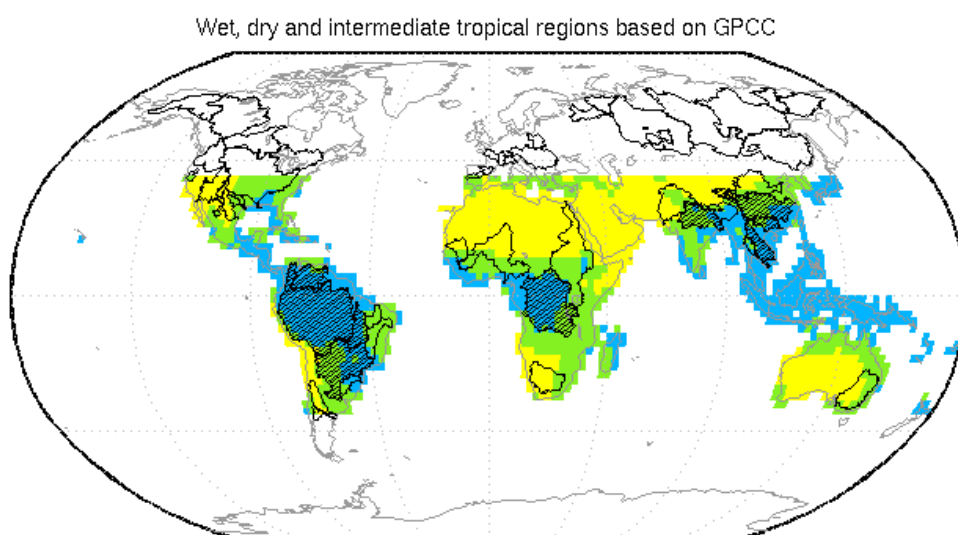 Wet, dry and intermediate tropical regions based on GPCC